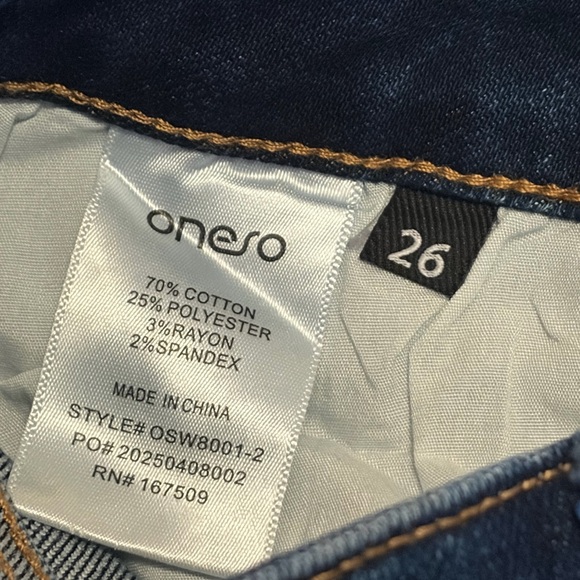 oneso
26
70% COTTON
25% POLYESTER
3%RAYON
2%SPANDEX
MADE IN CHINA
STYLE# OSW8001-2
PO# 20250408002
RN# 167509